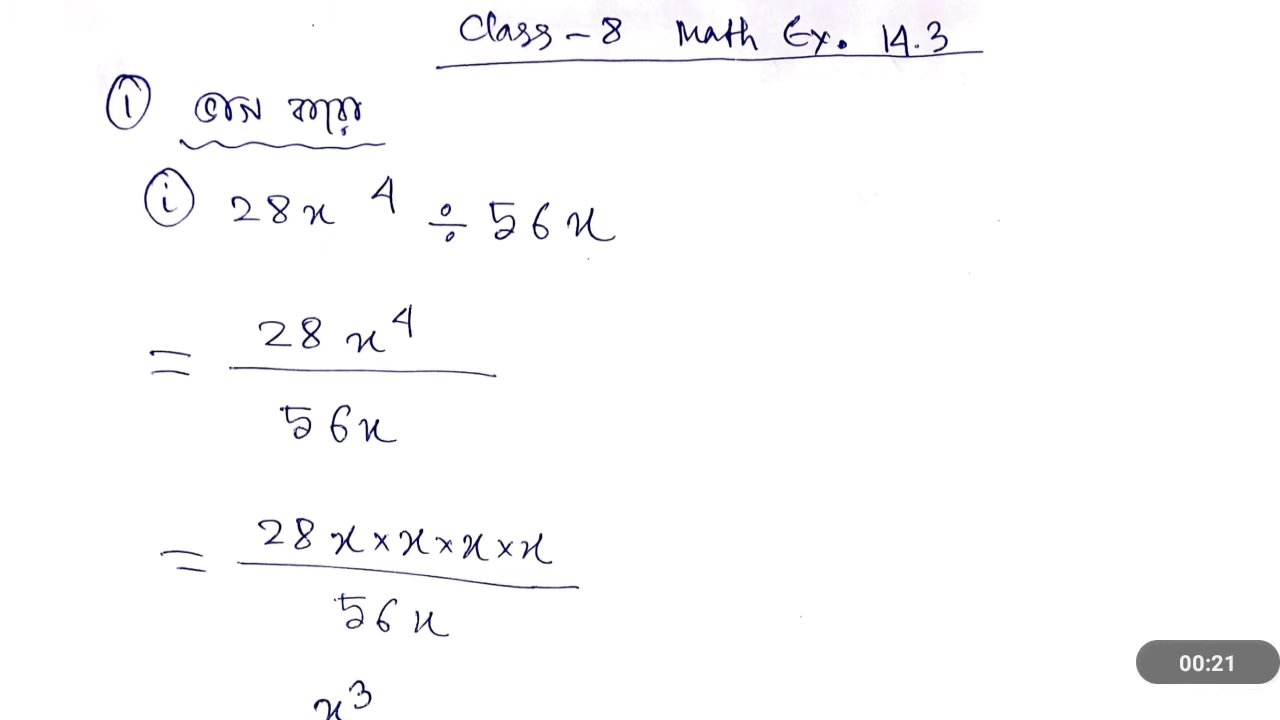 Class - 8 Math Ex. 14.3
① ভাগ করো
ⓘ 28x⁴ ÷ 56x
= 28x⁴
56x
= 28x × x × x × x
56x
x³
00:21